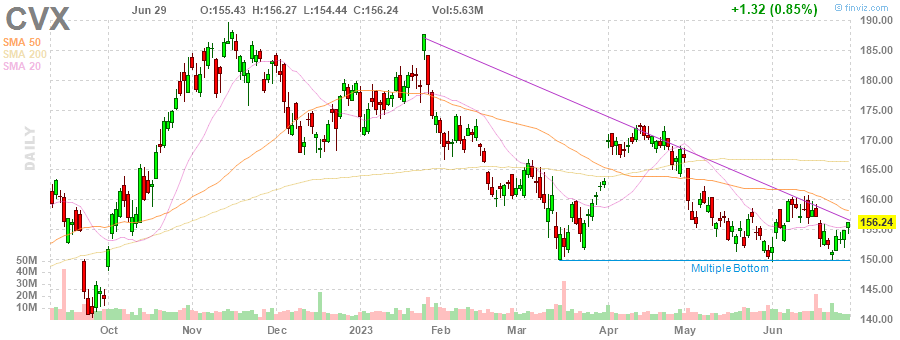 CVX
Jun 29 O:155.43 H:156.27 L:154.44 C:156.24 Vol:5.63M +1.32 (0.85%)
© finviz.com
SMA 50
SMA 200
SMA 20
DAILY
190.00
185.00
180.00
175.00
170.00
165.00
160.00
156.24
155.00
150.00
145.00
140.00
50M
40M
30M
20M
10M
Multiple Bottom
Oct Nov Dec 2023 Feb Mar Apr May Jun